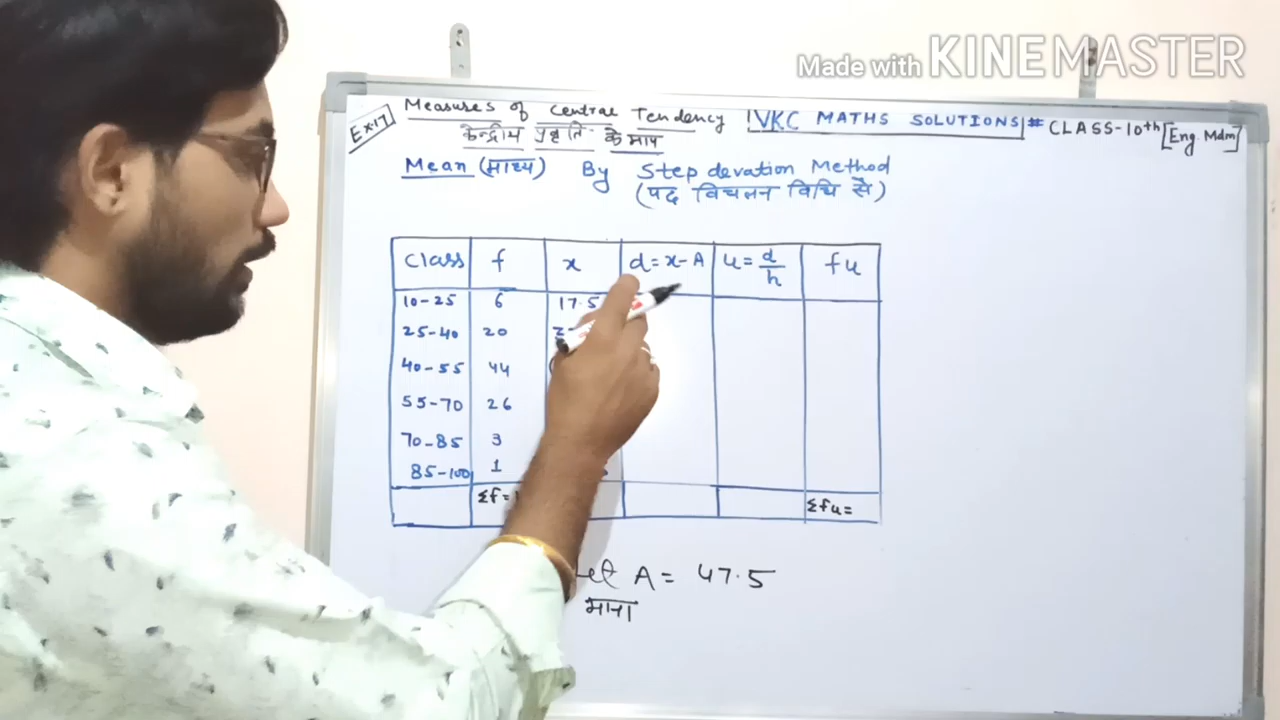 Made with KINEMASTER
Ex.17 Measures of Central Tendency VKC MATHS SOLUTIONS # CLASS-10th [Eng. Mdm]
केन्द्रीय प्रवृति के माप
Mean (माध्य) By Step devation Method
(पद विचलन विधि से)
Class f x d=x-A u=d/h fu
10-25 6 17.5
25-40 20
40-55 44
55-70 26
70-85 3
85-100 1
Σf= Σfu=
Let A= 47.5
माना